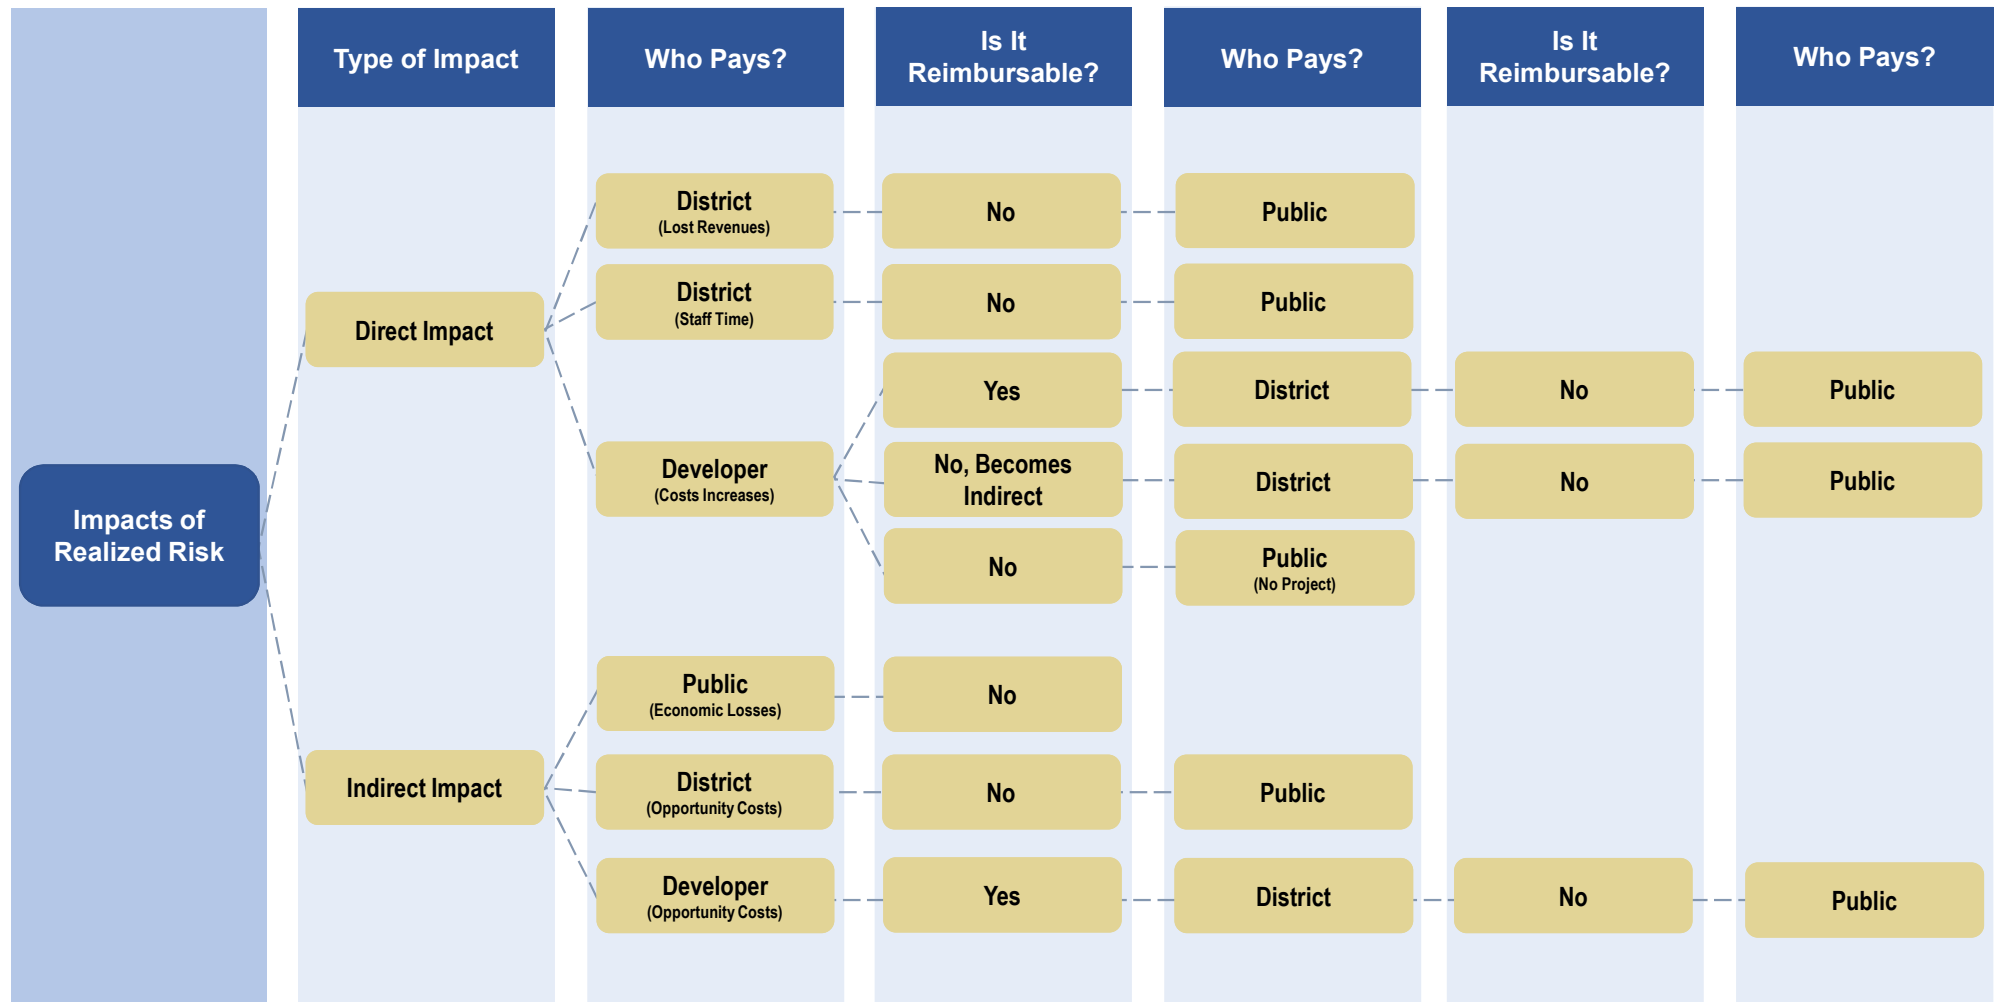 Type of Impact
Who Pays?
Is It
Reimbursable?
Who Pays?
Is It
Reimbursable?
Who Pays?
Impacts of
Realized Risk
Direct Impact
District
(Lost Revenues)
No
Public
District
(Staff Time)
No
Public
Developer
(Costs Increases)
Yes
District
No
Public
No, Becomes
Indirect
District
No
Public
No
Public
(No Project)
Indirect Impact
Public
(Economic Losses)
No
District
(Opportunity Costs)
No
Public
Developer
(Opportunity Costs)
Yes
District
No
Public